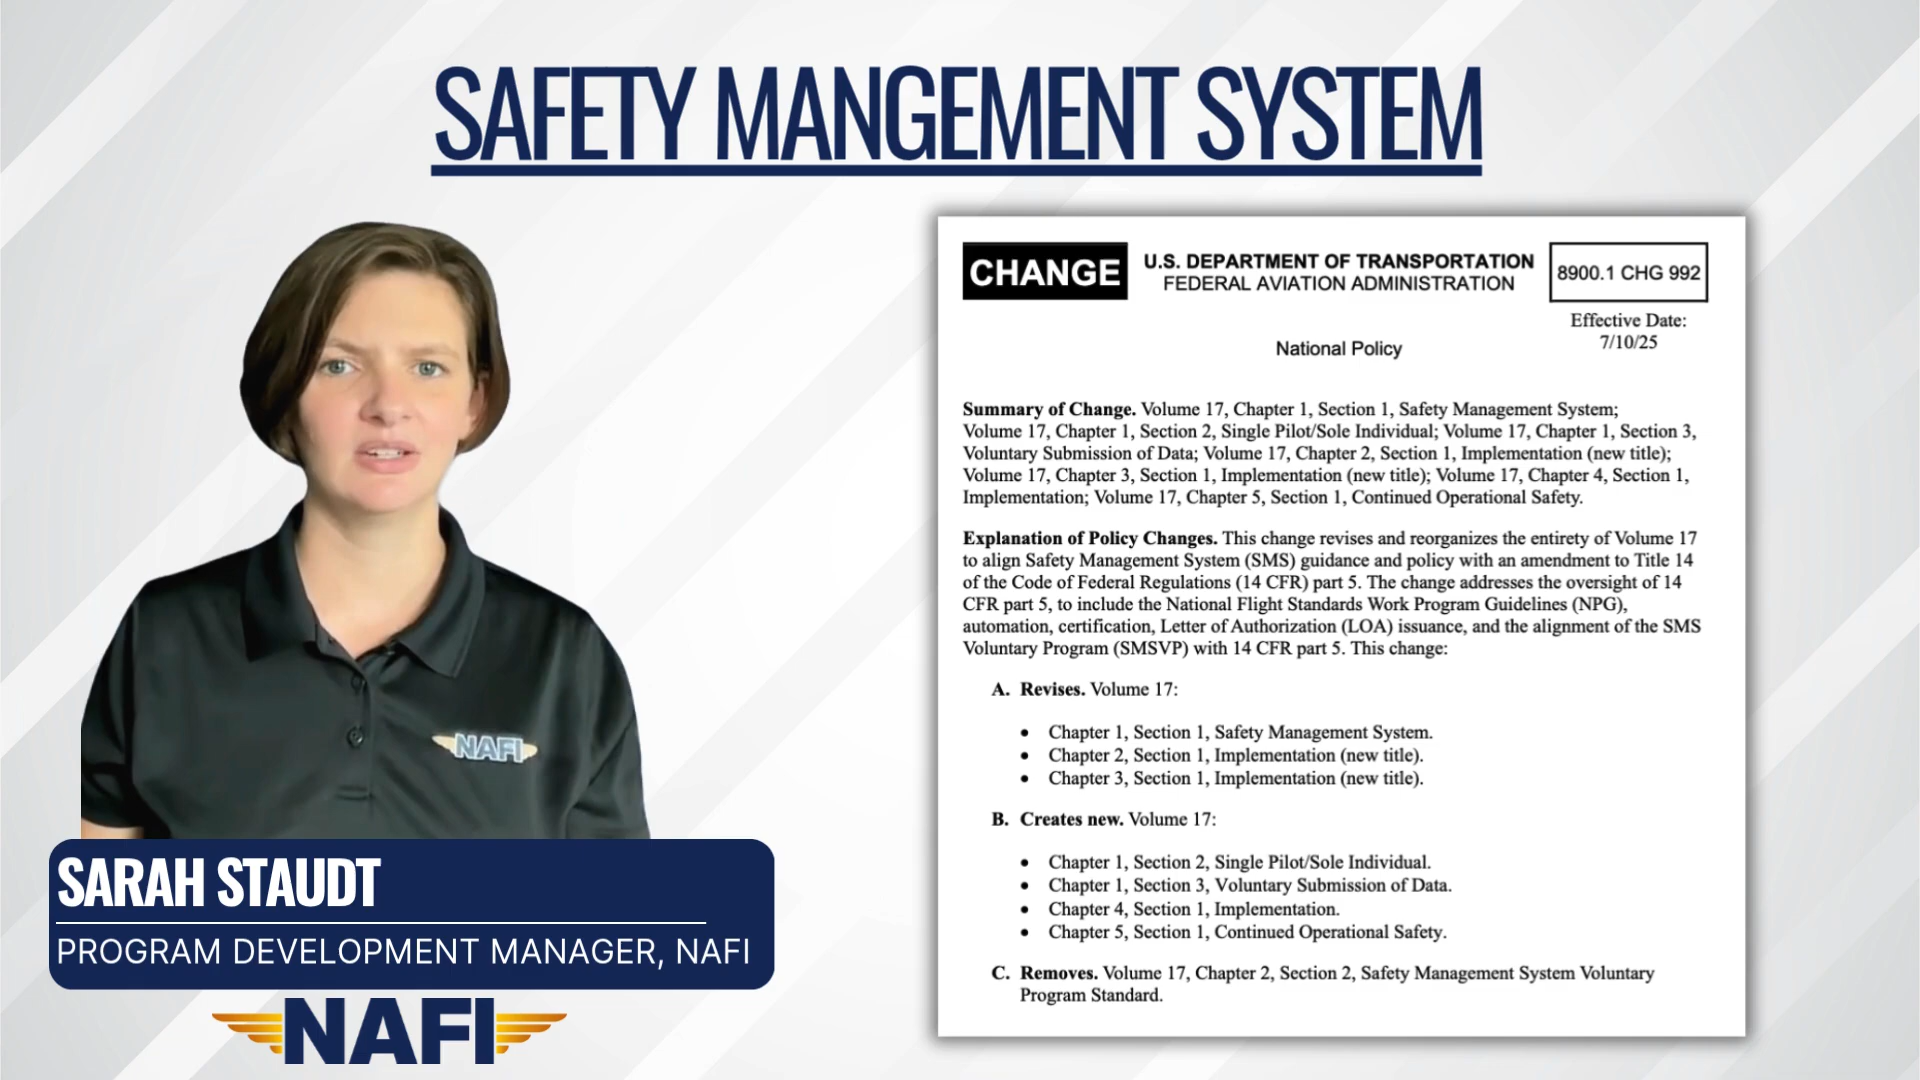 SAFETY MANGEMENT SYSTEM
CHANGE
U.S. DEPARTMENT OF TRANSPORTATION
FEDERAL AVIATION ADMINISTRATION
8900.1 CHG 992
Effective Date:
7/10/25
National Policy
Summary of Change. Volume 17, Chapter 1, Section 1, Safety Management System;
Volume 17, Chapter 1, Section 2, Single Pilot/Sole Individual; Volume 17, Chapter 1, Section 3,
Voluntary Submission of Data; Volume 17, Chapter 2, Section 1, Implementation (new title);
Volume 17, Chapter 3, Section 1, Implementation (new title); Volume 17, Chapter 4, Section 1,
Implementation; Volume 17, Chapter 5, Section 1, Continued Operational Safety.
Explanation of Policy Changes. This change revises and reorganizes the entirety of Volume 17
to align Safety Management System (SMS) guidance and policy with an amendment to Title 14
of the Code of Federal Regulations (14 CFR) part 5. The change addresses the oversight of 14
CFR part 5, to include the National Flight Standards Work Program Guidelines (NPG),
automation, certification, Letter of Authorization (LOA) issuance, and the alignment of the SMS
Voluntary Program (SMSVP) with 14 CFR part 5. This change:
A. Revises. Volume 17:
• Chapter 1, Section 1, Safety Management System.
• Chapter 2, Section 1, Implementation (new title).
• Chapter 3, Section 1, Implementation (new title).
B. Creates new. Volume 17:
• Chapter 1, Section 2, Single Pilot/Sole Individual.
• Chapter 1, Section 3, Voluntary Submission of Data.
• Chapter 4, Section 1, Implementation.
• Chapter 5, Section 1, Continued Operational Safety.
C. Removes. Volume 17, Chapter 2, Section 2, Safety Management System Voluntary
Program Standard.
NAFI
SARAH STAUDT
PROGRAM DEVELOPMENT MANAGER, NAFI
NAFI